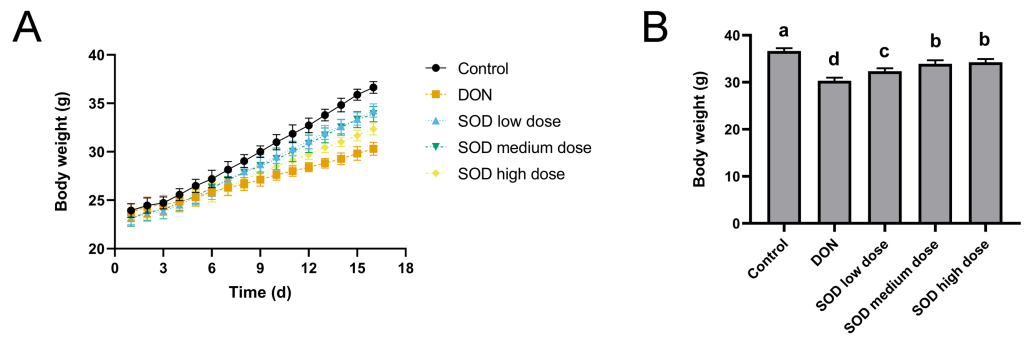 A
Body weight (g)
40
35
30
25
20
0
3
6
9
12
15
18
Time (d)
Control
DON
SOD low dose
SOD medium dose
SOD high dose
B
Body weight (g)
40
30
20
10
0
a
d
c
b
b
Control
DON
SOD low dose
SOD medium dose
SOD high dose